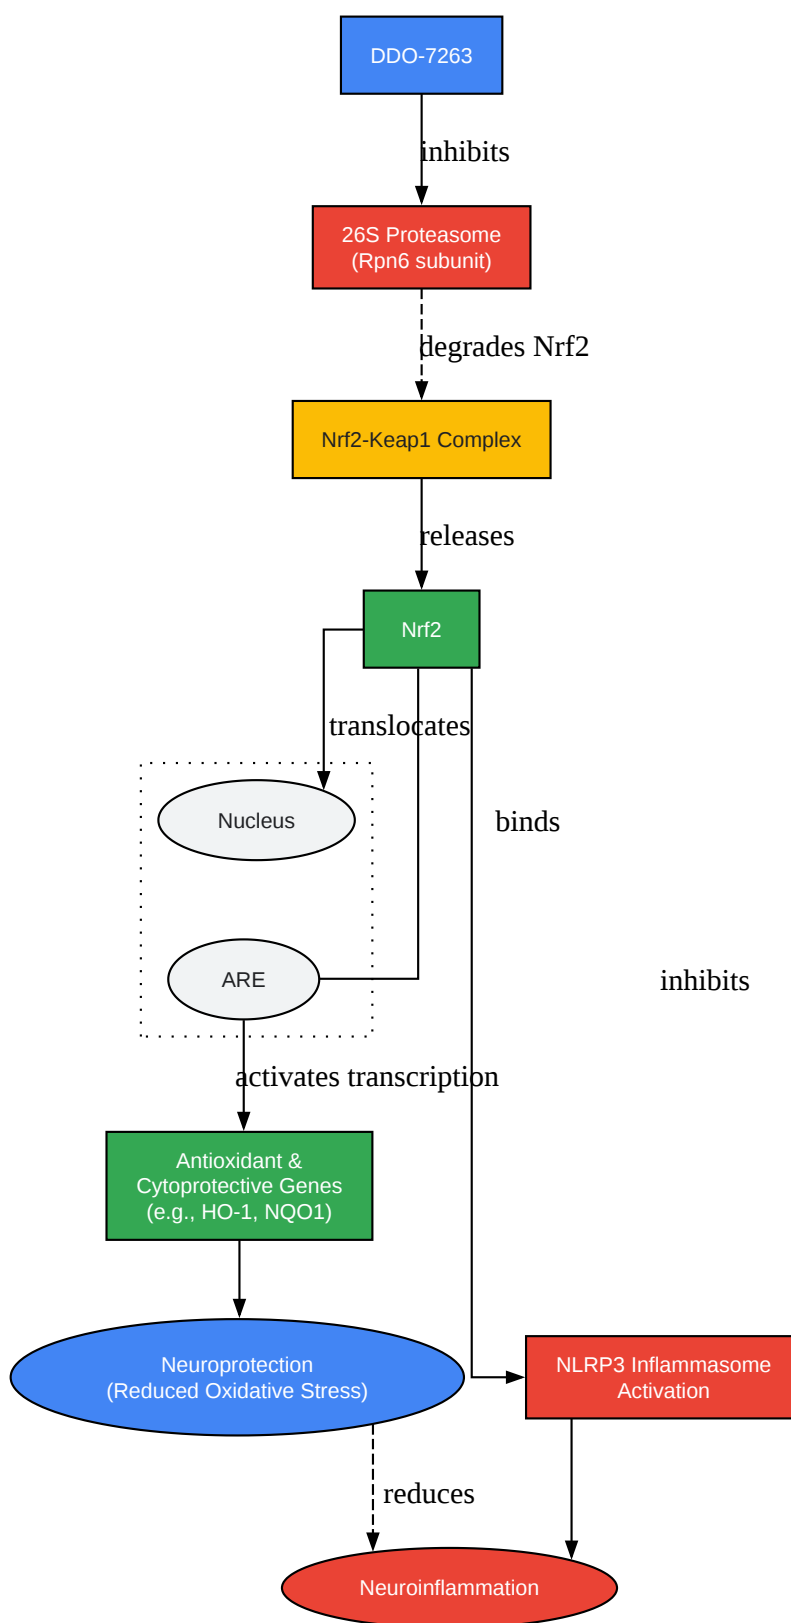 DDO-7263
inhibits
26S Proteasome
(Rpn6 subunit)
degrades Nrf2
Nrf2-Keap1 Complex
releases
Nrf2
translocates
Nucleus
binds
ARE
inhibits
activates transcription
Antioxidant &
Cytoprotective Genes
(e.g., HO-1, NQO1)
Neuroprotection
(Reduced Oxidative Stress)
NLRP3 Inflammasome
Activation
reduces
Neuroinflammation